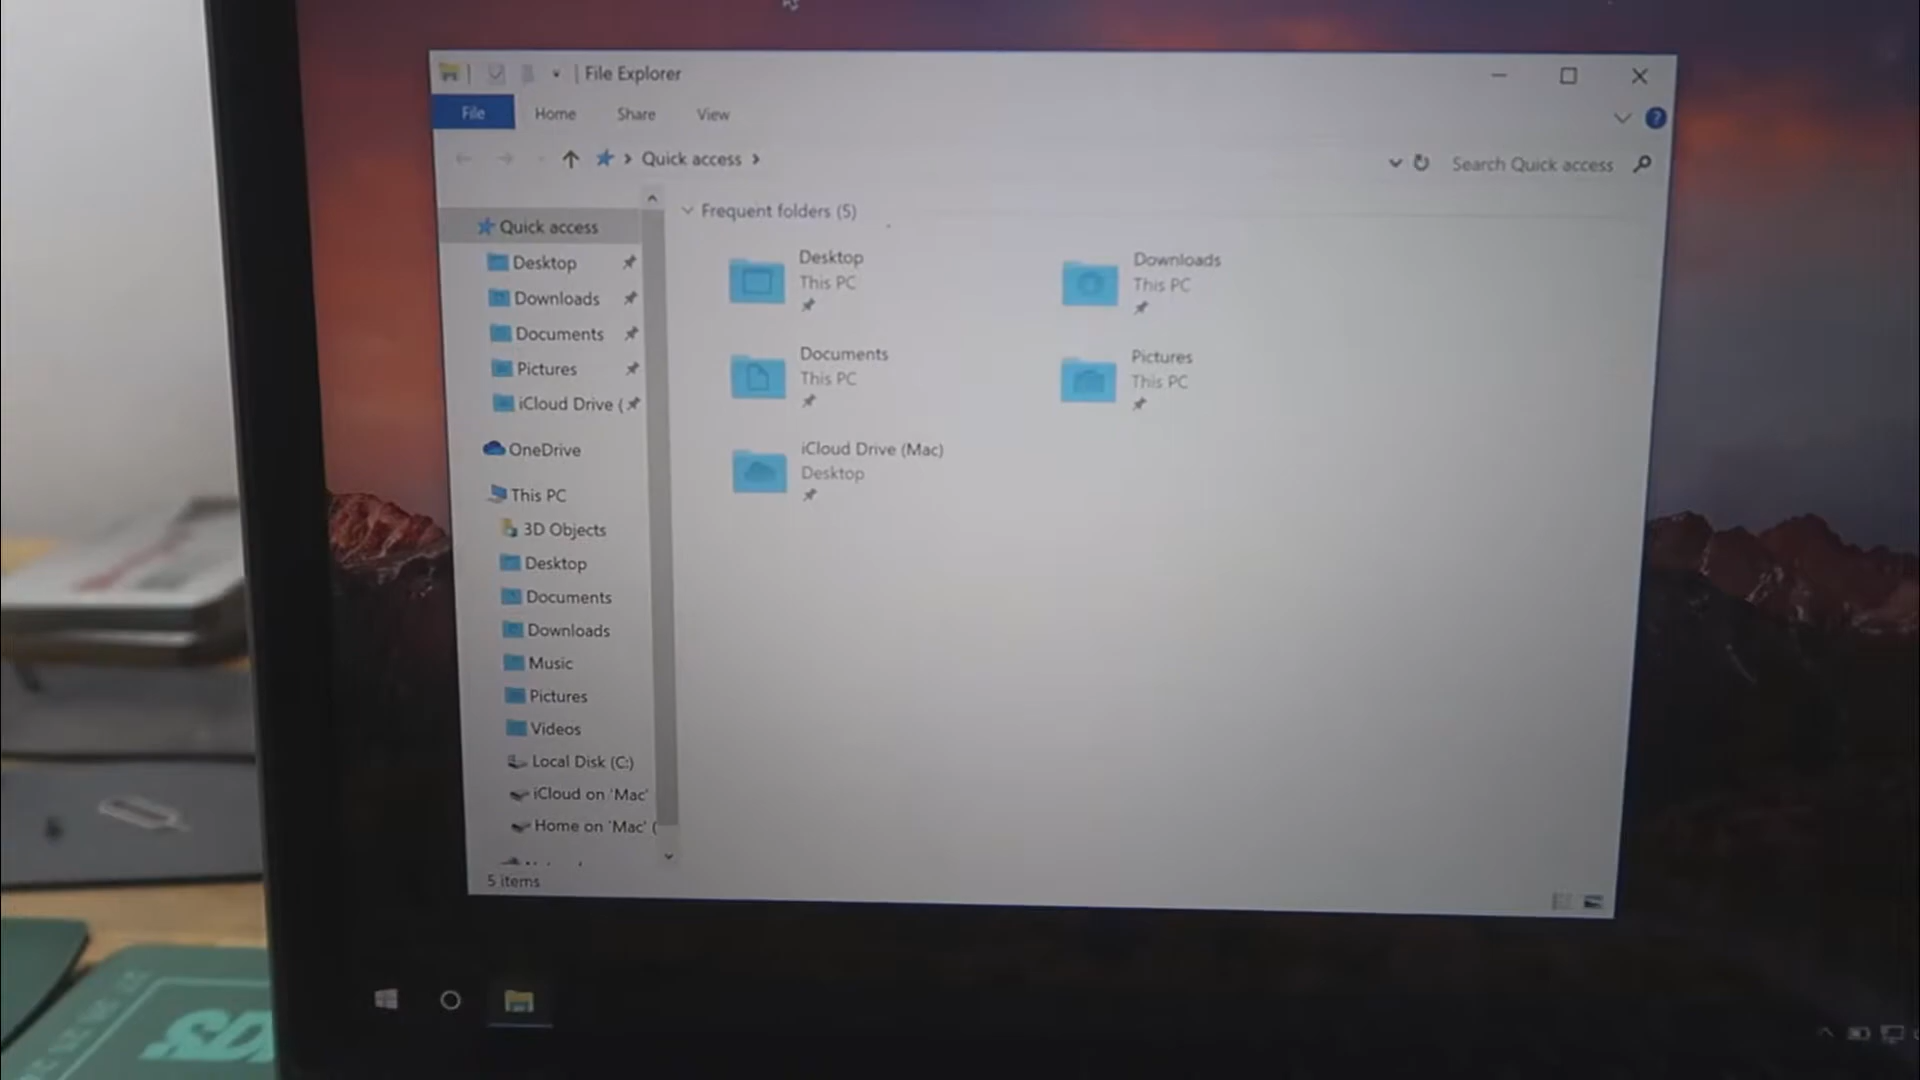 File Explorer
File Home Share View
Quick access
Search Quick access
Quick access
Desktop
Downloads
Documents
Pictures
iCloud Drive (
OneDrive
This PC
3D Objects
Desktop
Documents
Downloads
Music
Pictures
Videos
Local Disk (C:)
iCloud on 'Mac'
Home on 'Mac' (
5 items
Frequent folders (5)
Desktop
This PC
Downloads
This PC
Documents
This PC
Pictures
This PC
iCloud Drive (Mac)
Desktop